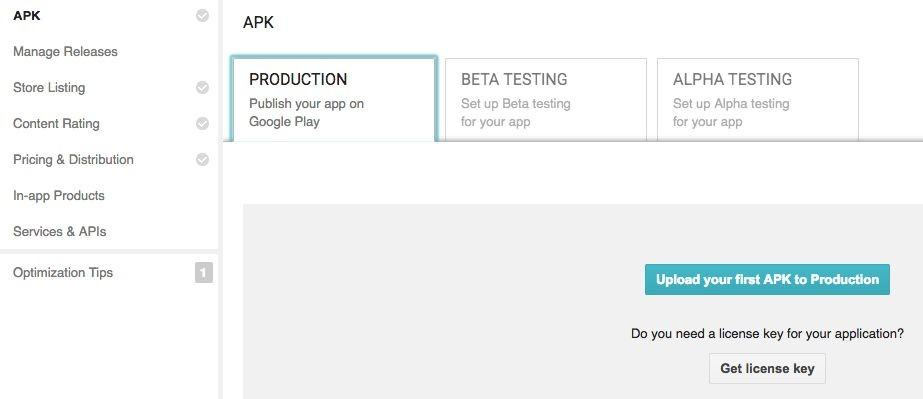 APK
Manage Releases
Store Listing
Content Rating
Pricing & Distribution
In-app Products
Services & APIs
Optimization Tips 1
APK
PRODUCTION
Publish your app on
Google Play
BETA TESTING
Set up Beta testing
for your app
ALPHA TESTING
Set up Alpha testing
for your app
Upload your first APK to Production
Do you need a license key for your application?
Get license key